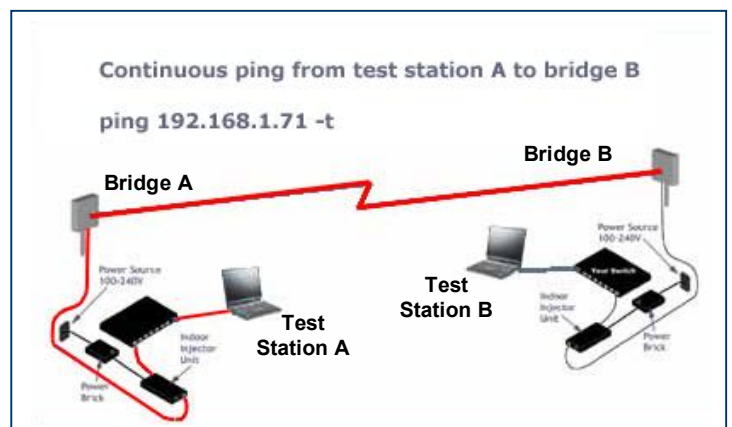 Continuous ping from test station A to bridge B
ping 192.168.1.71 -t
Bridge B
Bridge A
Power Source
100-240V
Your Switch
Power Source
100-240V
Test
Station B
Indoor
Injector
Unit
Power
Brick
Test
Station A
Indoor
Injector
Unit
Power
Brick